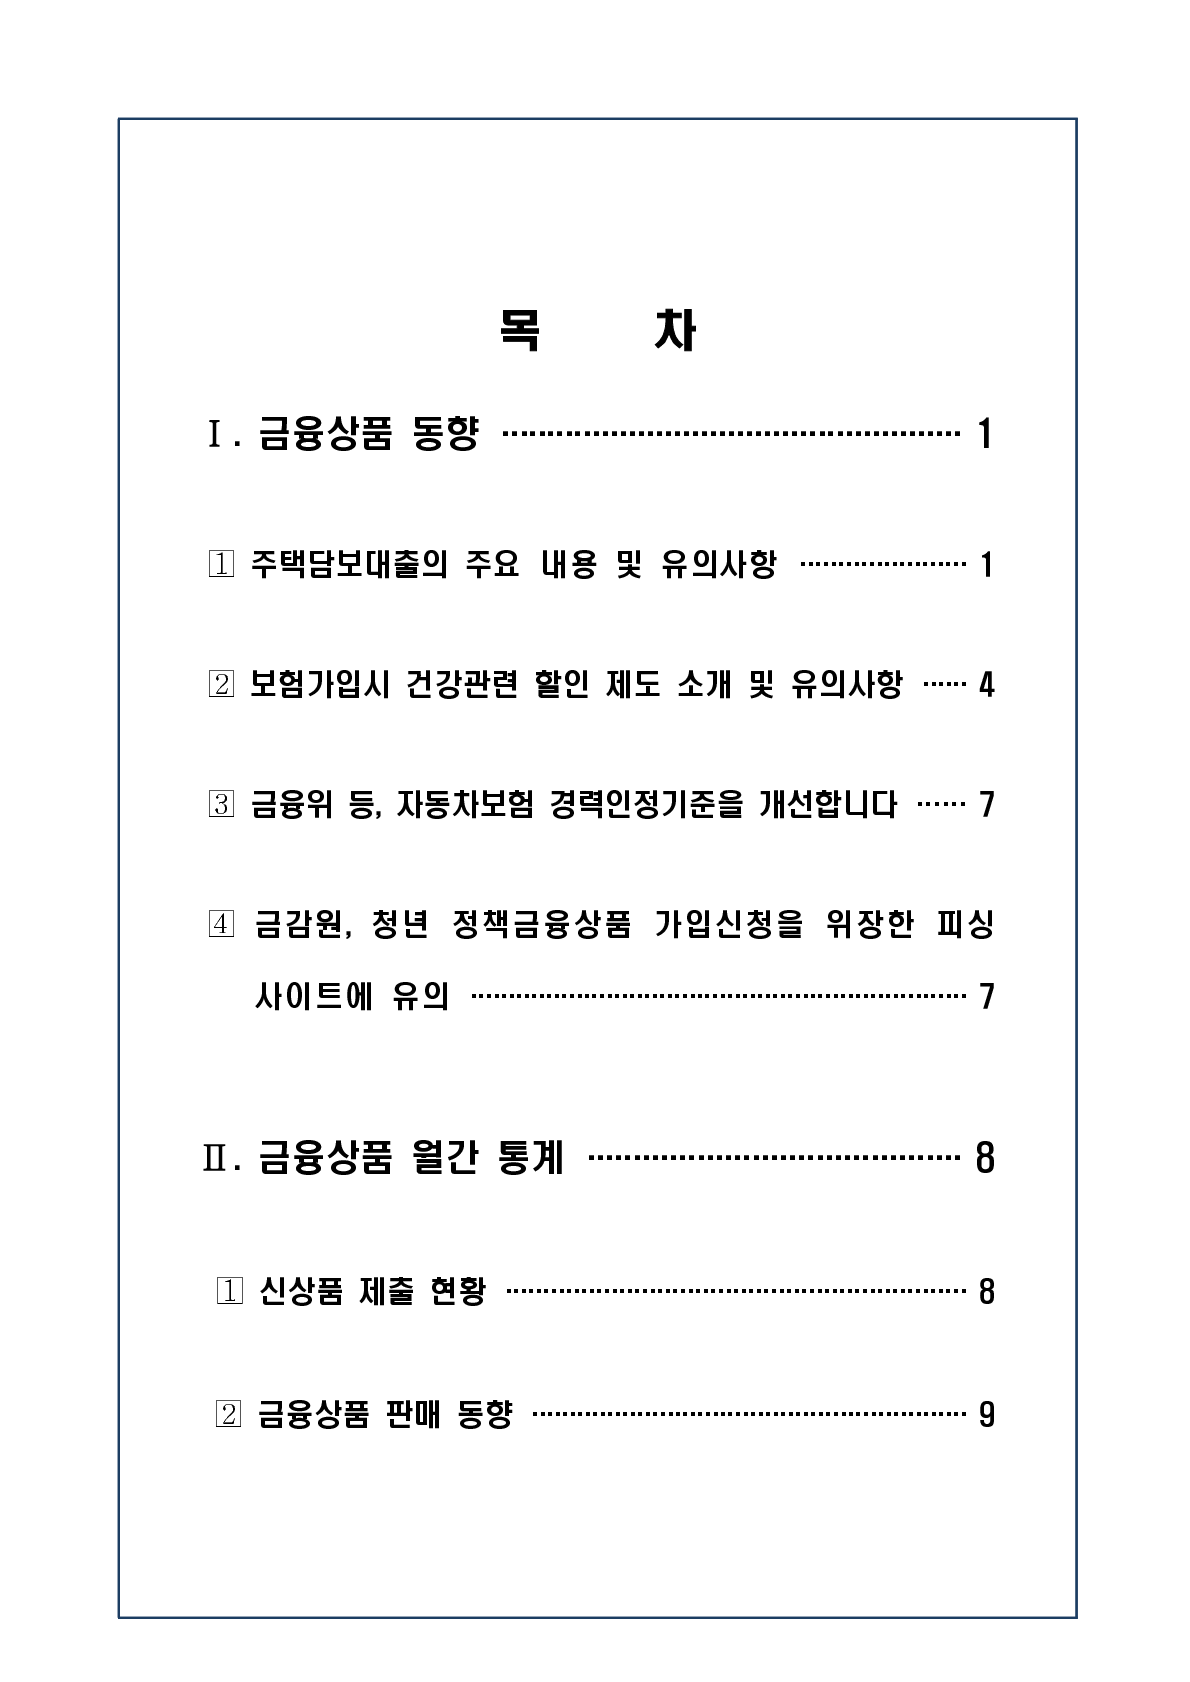 목 차
Ⅰ. 금융상품 동향 ················································ 1
1 주택담보대출의 주요 내용 및 유의사항 ······················ 1
2 보험가입시 건강관련 할인 제도 소개 및 유의사항 ······ 4
3 금융위 등, 자동차보험 경력인정기준을 개선합니다 ······ 7
4 금감원, 청년 정책금융상품 가입신청을 위장한 피싱
사이트에 유의 ·································································· 7
Ⅱ. 금융상품 월간 통계 ······································· 8
1 신상품 제출 현황 ····························································· 8
2 금융상품 판매 동향 ·························································· 9